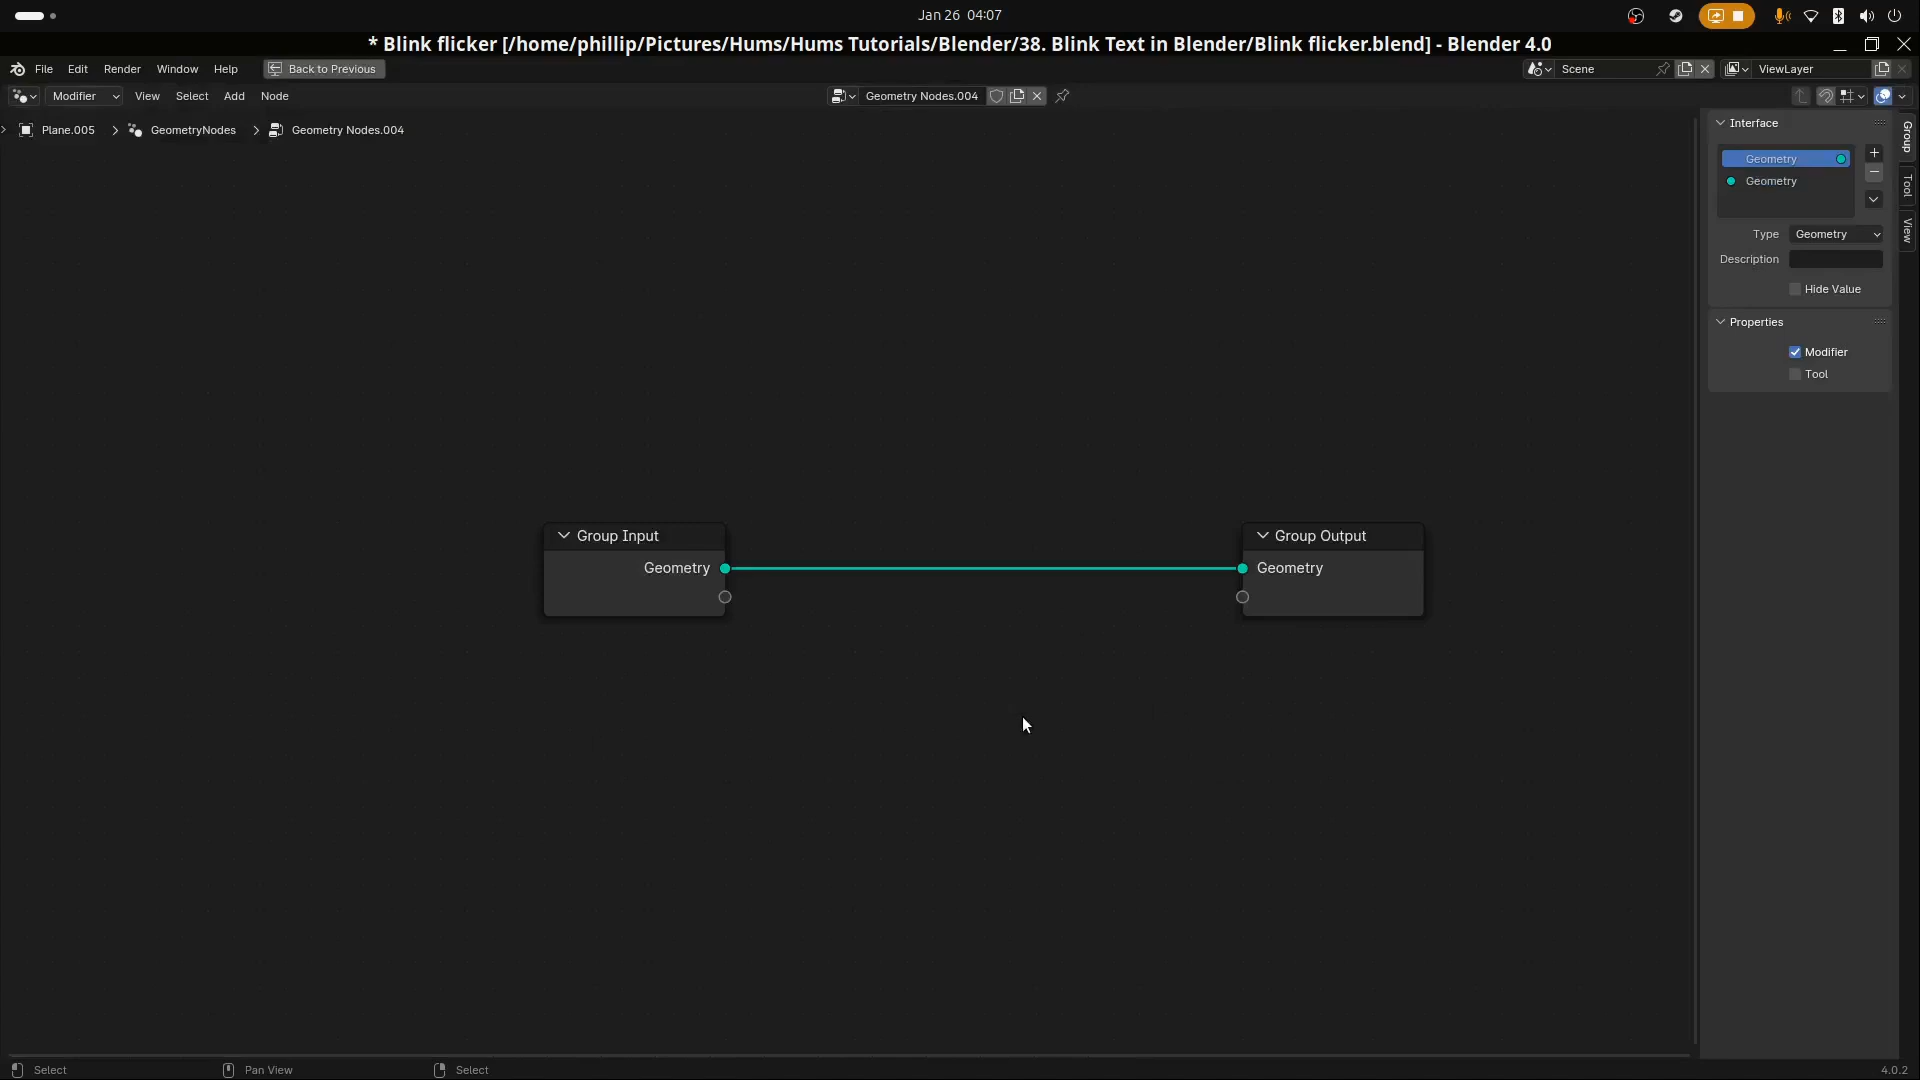 Jan 26 04:07
* Blink flicker [/home/phillip/Pictures/Hums/Hums Tutorials/Blender/38. Blink Text in Blender/Blink flicker.blend] - Blender 4.0
File Edit Render Window Help Back to Previous Scene ViewLayer
Modifier View Select Add Node Geometry Nodes.004
Plane.005 GeometryNodes Geometry Nodes.004
Interface
Geometry
Geometry
Type Geometry
Description
Hide Value
Properties
Modifier
Tool
Group
Tool
View
Group Input
Geometry
Group Output
Geometry
Select Pan View Select 4.0.2